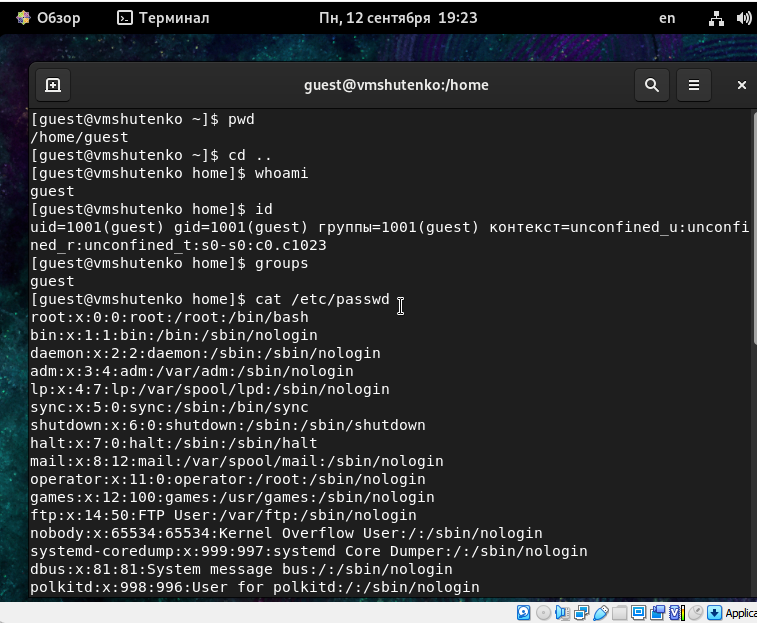 Обзор Терминал Пн, 12 сентября 19:23 en
guest@vmshutenko:/home
[guest@vmshutenko ~]$ pwd
/home/guest
[guest@vmshutenko ~]$ cd ..
[guest@vmshutenko home]$ whoami
guest
[guest@vmshutenko home]$ id
uid=1001(guest) gid=1001(guest) группы=1001(guest) контекст=unconfined_u:unconfi
ned_r:unconfined_t:s0-s0:c0.c1023
[guest@vmshutenko home]$ groups
guest
[guest@vmshutenko home]$ cat /etc/passwd
root:x:0:0:root:/root:/bin/bash
bin:x:1:1:bin:/bin:/sbin/nologin
daemon:x:2:2:daemon:/sbin:/sbin/nologin
adm:x:3:4:adm:/var/adm:/sbin/nologin
lp:x:4:7:lp:/var/spool/lpd:/sbin/nologin
sync:x:5:0:sync:/sbin:/bin/sync
shutdown:x:6:0:shutdown:/sbin:/sbin/shutdown
halt:x:7:0:halt:/sbin:/sbin/halt
mail:x:8:12:mail:/var/spool/mail:/sbin/nologin
operator:x:11:0:operator:/root:/sbin/nologin
games:x:12:100:games:/usr/games:/sbin/nologin
ftp:x:14:50:FTP User:/var/ftp:/sbin/nologin
nobody:x:65534:65534:Kernel Overflow User:/:/sbin/nologin
systemd-coredump:x:999:997:systemd Core Dumper:/:/sbin/nologin
dbus:x:81:81:System message bus:/:/sbin/nologin
polkitd:x:998:996:User for polkitd:/:/sbin/nologin
Applica